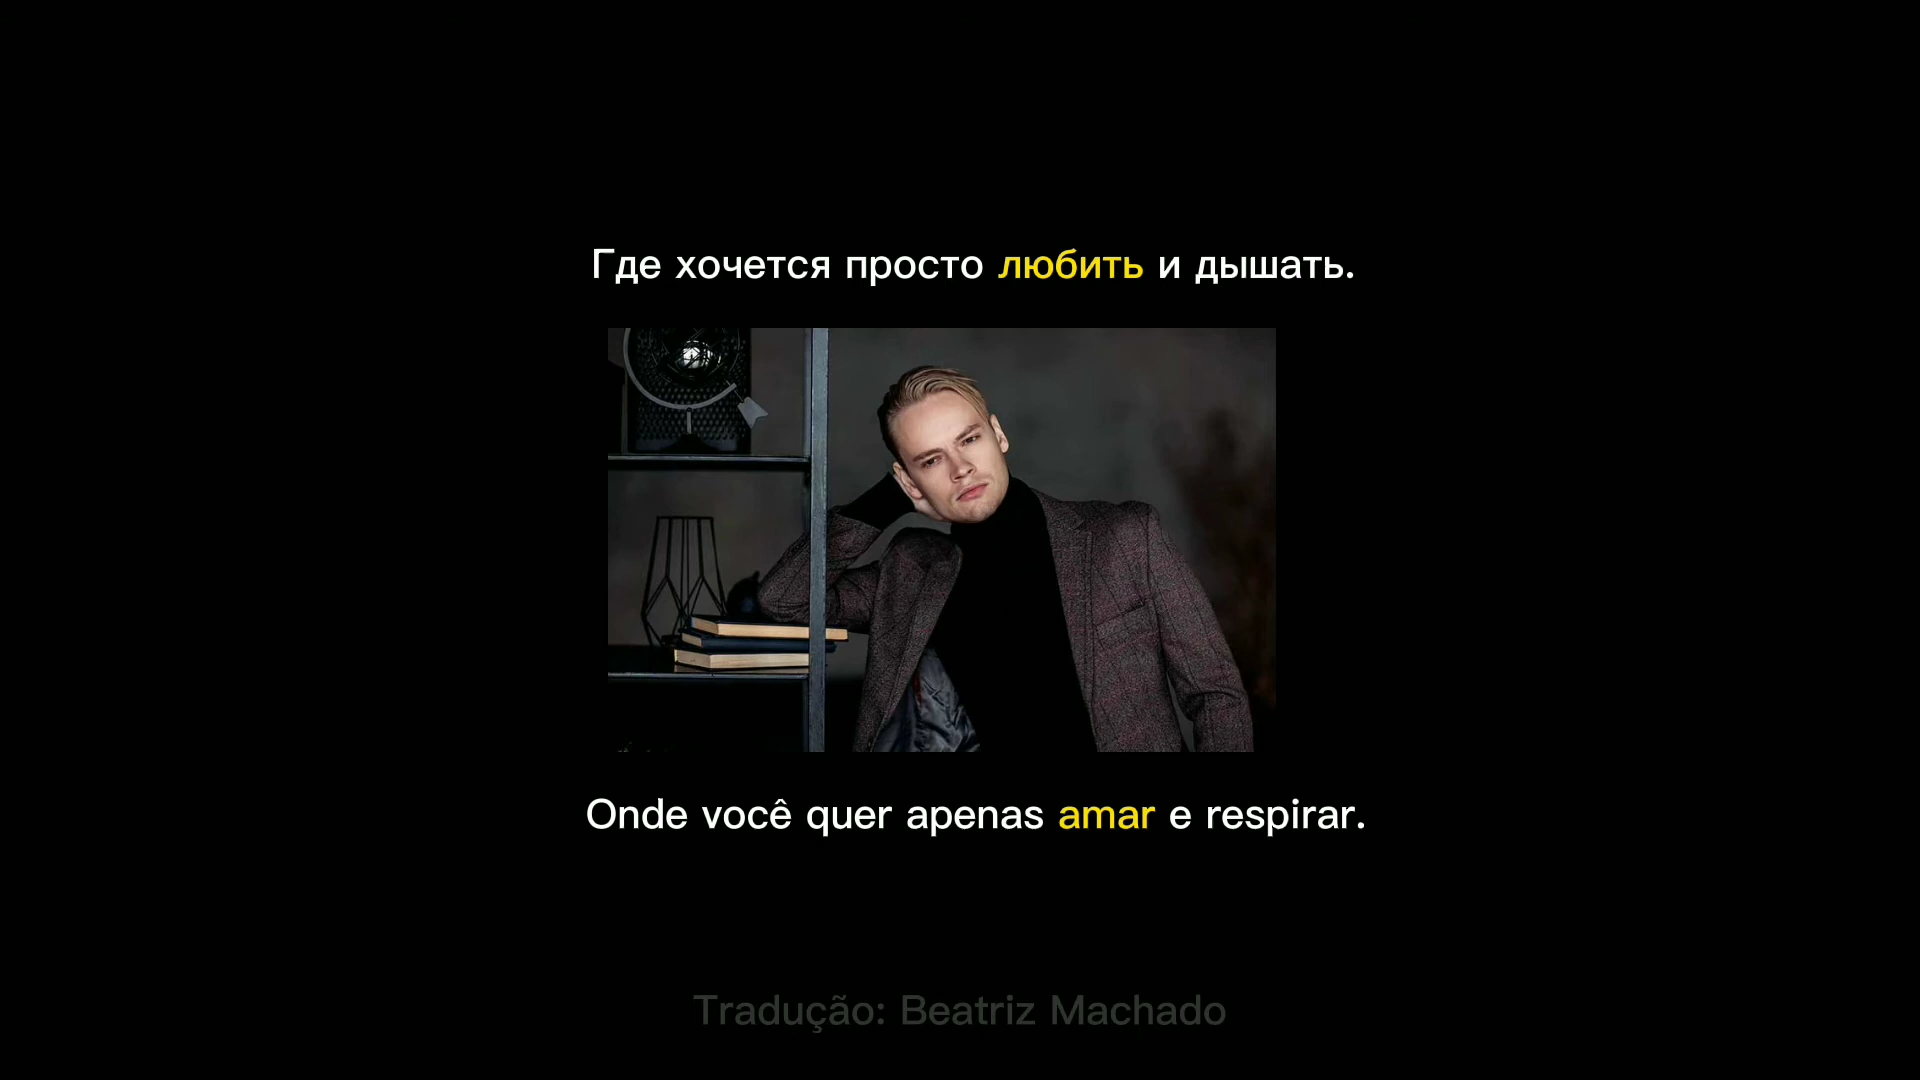 Где хочется просто любить и дышать.
Onde você quer apenas amar e respirar.
Tradução: Beatriz Machado